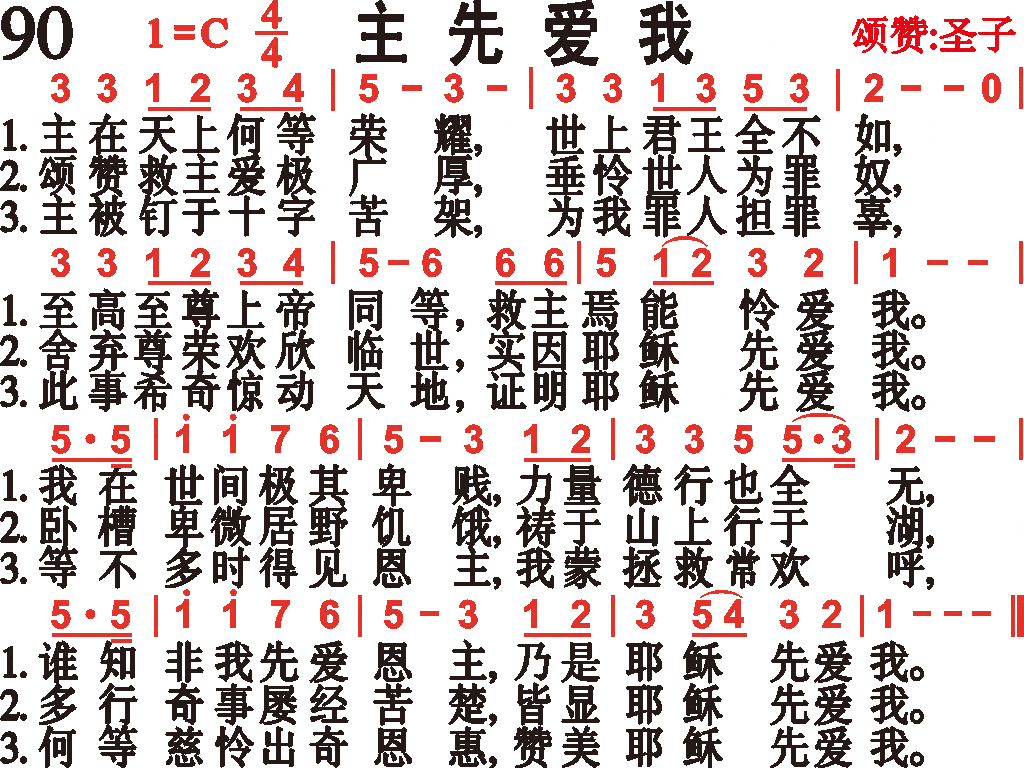 90 1=C 4/4 主先爱我 颂赞:圣子
3 3 1 2 3 4 | 5 - 3 - | 3 3 1 3 5 3 | 2 - - 0 |
1. 主在天上何等荣耀, 世上君王全不如,
2. 颂赞救主爱极广厚, 垂怜世人为罪奴,
3. 主被钉于十字苦架, 为我罪人担罪辜,
3 3 1 2 3 4 | 5 - 6 6 6 | 5 1 2 3 2 | 1 - - |
1. 至高至尊上帝同等, 救主焉能怜爱我。
2. 舍弃尊荣欢欣临世, 实因耶稣先爱我。
3. 此事希奇惊动天地, 证明耶稣先爱我。
5 · 5 | i i 7 6 | 5 - 3 1 2 | 3 3 5 5 · 3 | 2 - - |
1. 我在世间极其卑贱, 力量德行也全无,
2. 卧槽卑微居野饥饿, 祷于山上行于湖,
3. 等不多时得见恩主, 我蒙拯救常欢呼,
5 · 5 | i i 7 6 | 5 - 3 1 2 | 3 5 4 3 2 | 1 - - - ‖
1. 谁知非我先爱恩主, 乃是耶稣先爱我。
2. 多行奇事屡经苦楚, 皆显耶稣先爱我。
3. 何等慈怜出奇恩惠, 赞美耶稣先爱我。